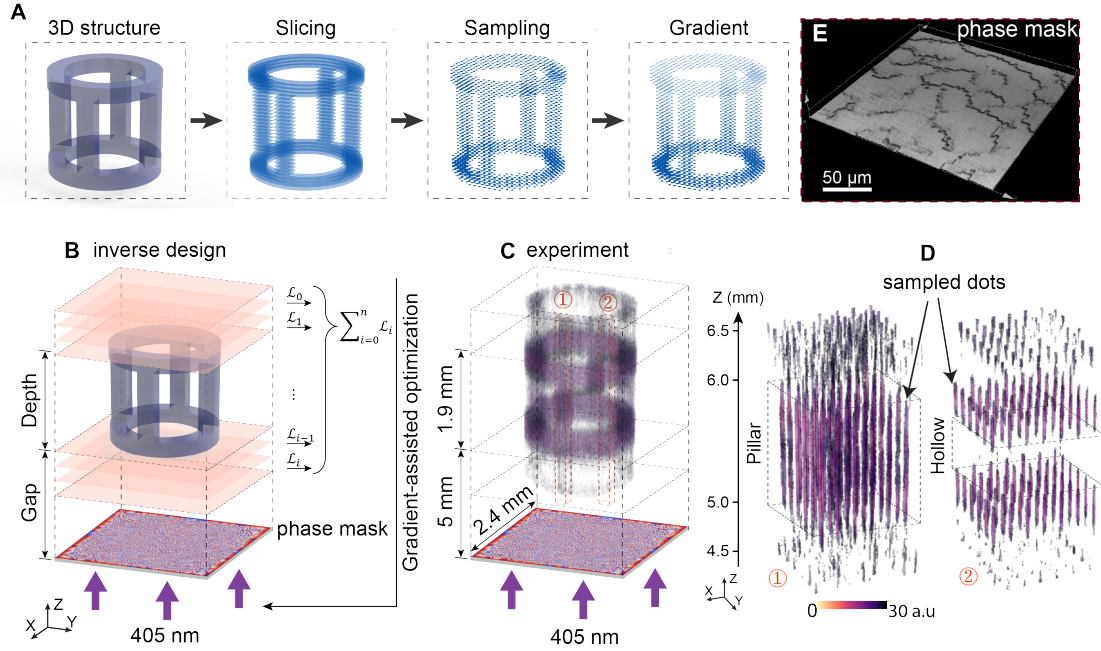 A
3D structure
Slicing
Sampling
Gradient
E
phase mask
50 μm
B inverse design
ℒ₀
ℒ₁
∑ⁿᵢ₌₀ ℒᵢ
⋮
ℒᵢ₋₁
ℒᵢ
Depth
Gap
phase mask
Gradient-assisted optimization
X
Z
Y
405 nm
C experiment
①
②
1.9 mm
5 mm
2.4 mm
405 nm
D
sampled dots
Z (mm)
6.5
6.0
5.0
4.5
Pillar
Hollow
①
②
X
Z
Y
0
30 a.u